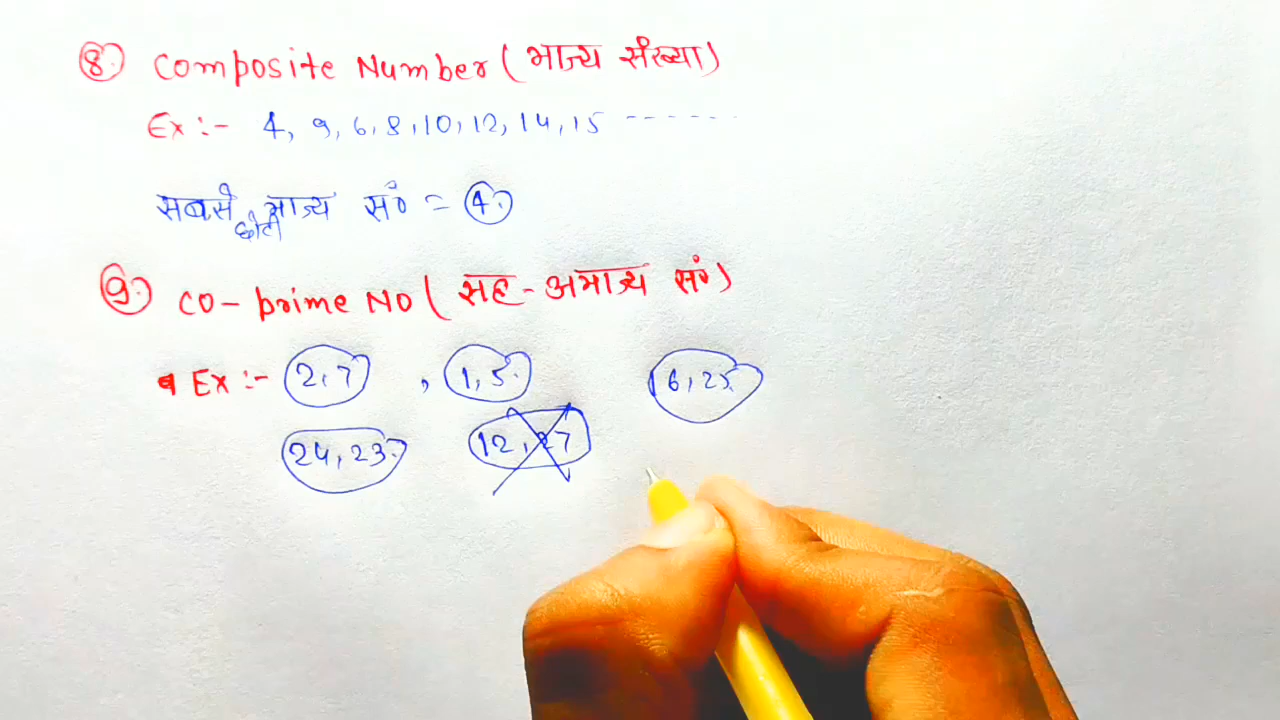 8. Composite Number (भाज्य संख्या)
Ex :- 4, 9, 6, 8, 10, 12, 14, 15 -------
सबसे छोटी भाज्य सं० = 4.
9. co-prime No (सह-अभाज्य सं०)
Ex :- 2, 7 , 1, 5. 16, 25.
24, 23. 12, 27